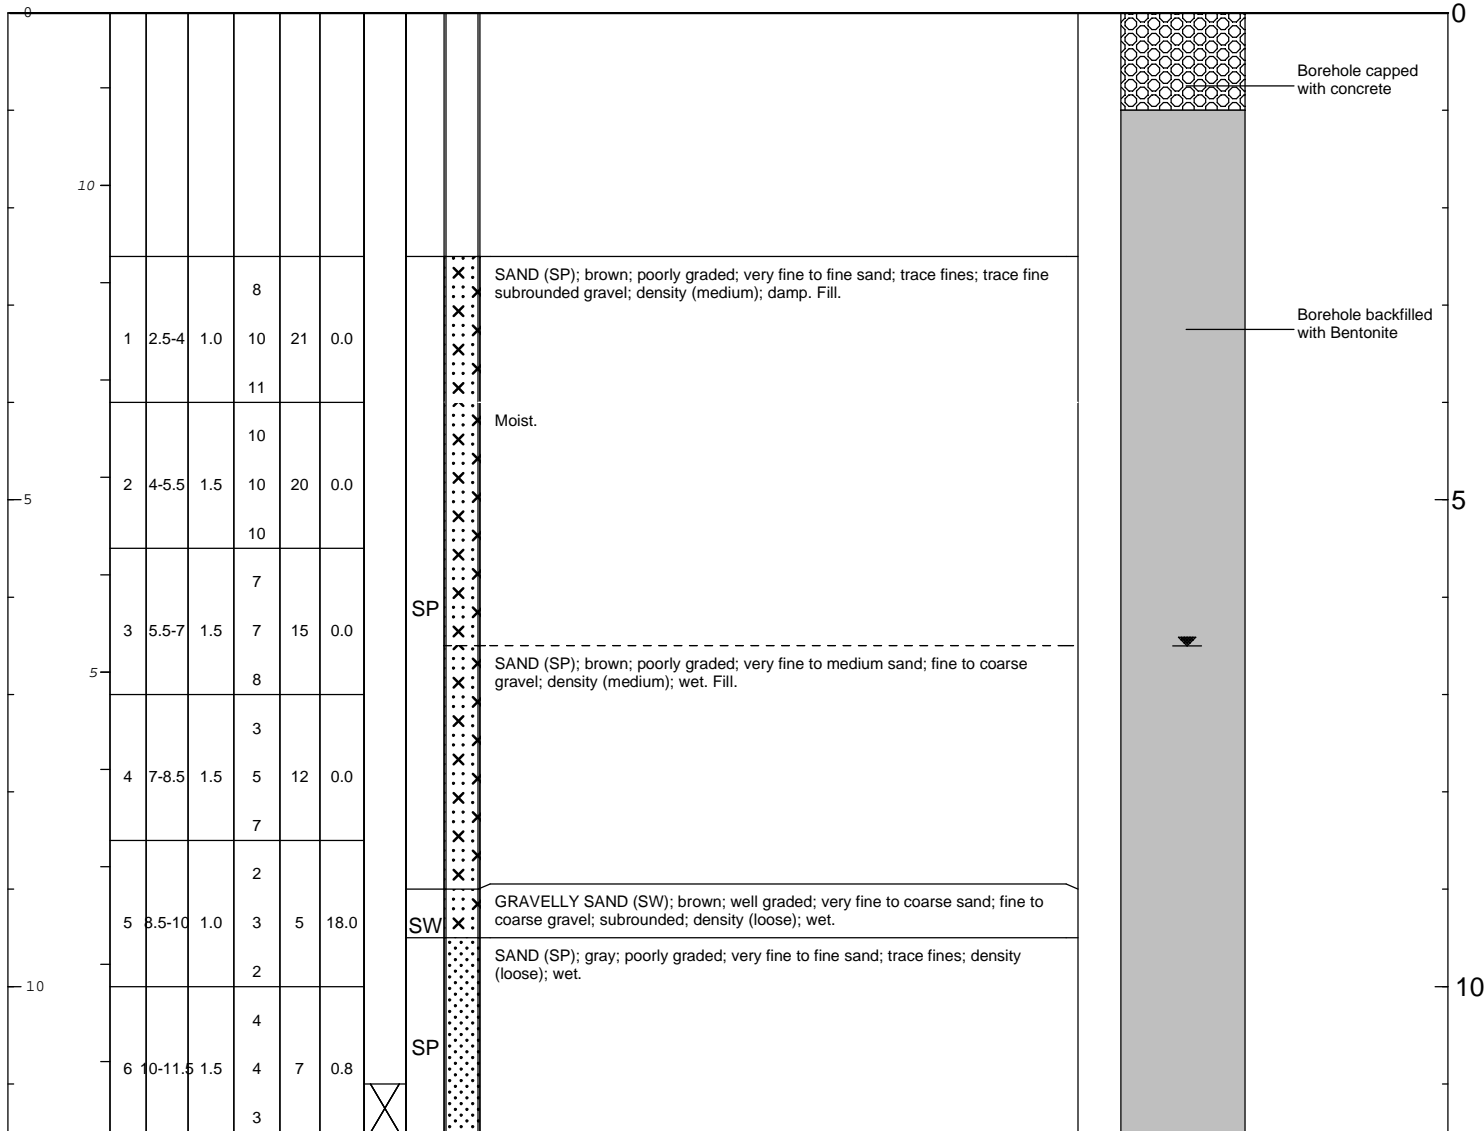 0
0
Borehole capped
with concrete
10
SAND (SP); brown; poorly graded; very fine to fine sand; trace fines; trace fine
subrounded gravel; density (medium); damp. Fill.
8
1 2.5-4 1.0 10 21 0.0
11
Borehole backfilled
with Bentonite
Moist.
10
2 4-5.5 1.5 10 20 0.0
10
5
5
7
3 5.5-7 1.5 7 15 0.0
8
SP
SAND (SP); brown; poorly graded; very fine to medium sand; fine to coarse
gravel; density (medium); wet. Fill.
5
3
4 7-8.5 1.5 5 12 0.0
7
2
5 8.5-10 1.0 3 5 18.0
2
SW
GRAVELLY SAND (SW); brown; well graded; very fine to coarse sand; fine to
coarse gravel; subrounded; density (loose); wet.
SAND (SP); gray; poorly graded; very fine to fine sand; trace fines; density
(loose); wet.
10
10
4
6 10-11.5 1.5 4 7 0.8
3
SP